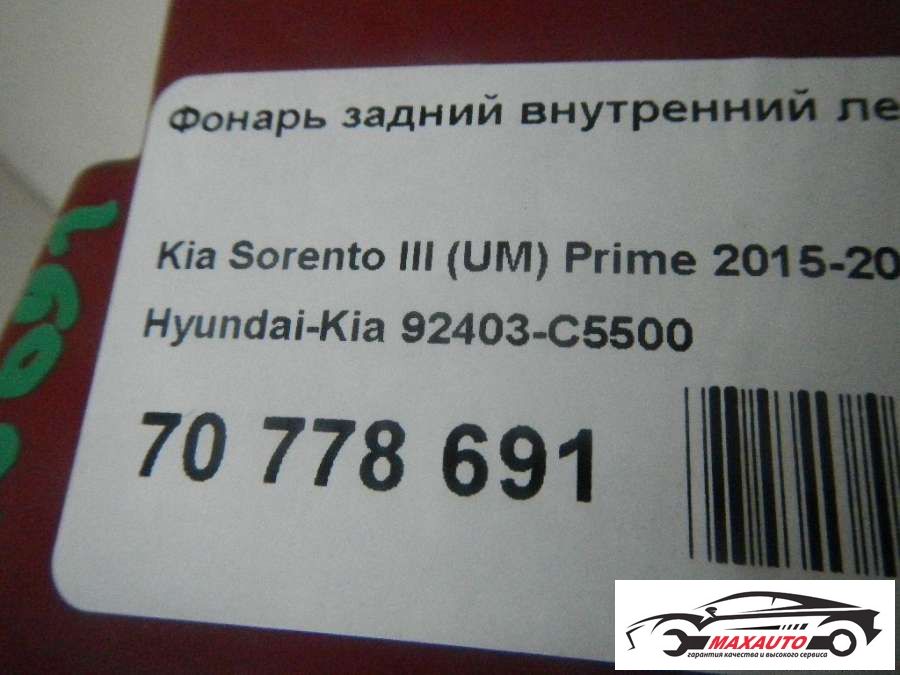 Фонарь задний внутренний ле
Kia Sorento III (UM) Prime 2015-20
Hyundai-Kia 92403-C5500
70 778 691
MAXAUTO
гарантия качества и высокого сервиса